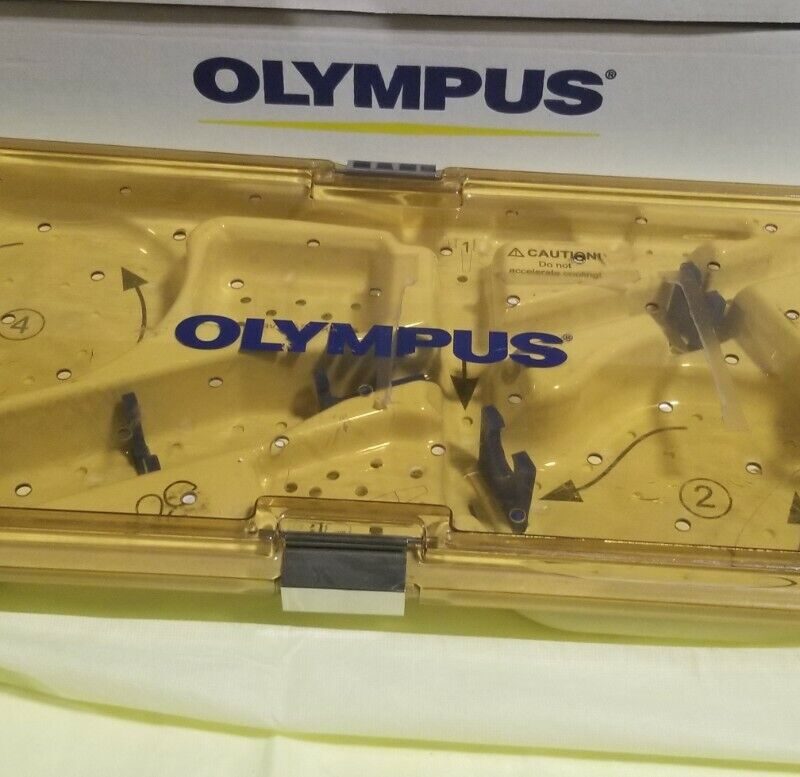 OLYMPUS®
1
⚠ CAUTION!
Do not
accelerate cooling!
4
OLYMPUS®
2